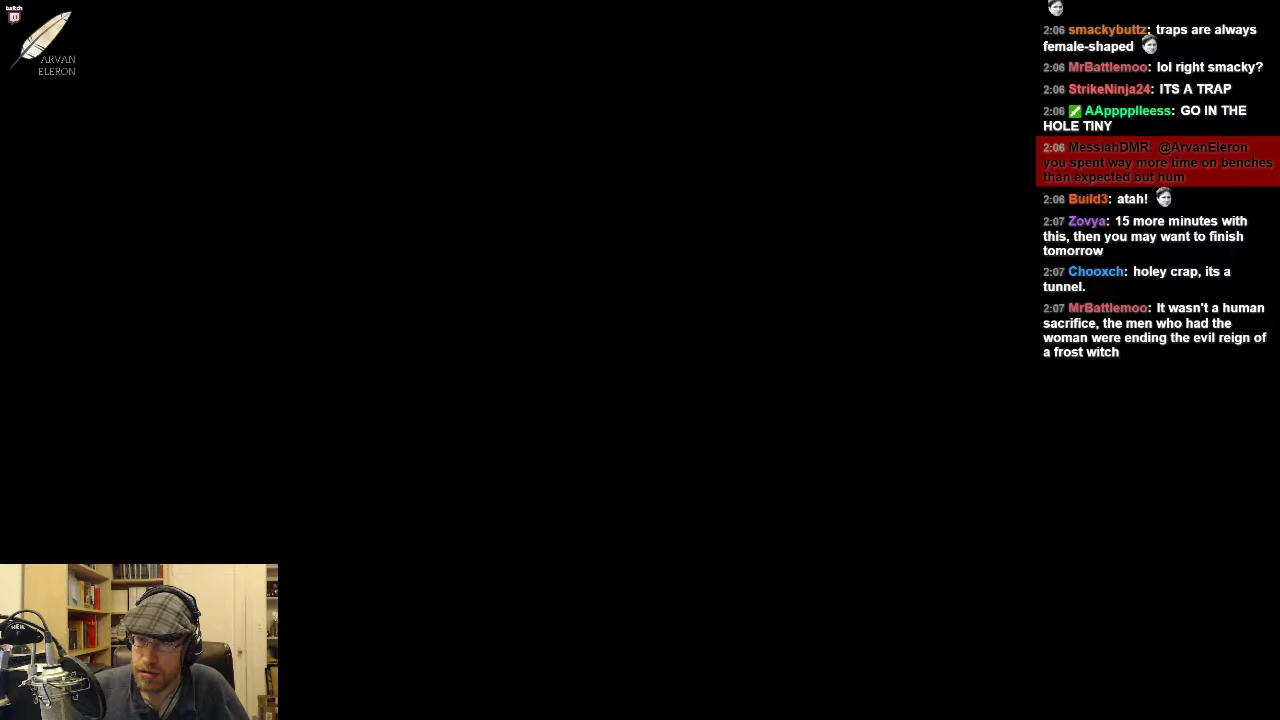 twitch
ARVAN
ELERON
2:06 smackybuttz: traps are always
female-shaped
2:06 MrBattlemoo: lol right smacky?
2:06 StrikeNinja24: ITS A TRAP
2:06 AApppplleess: GO IN THE
HOLE TINY
2:06 MessiahDMR: @ArvanEleron
you spent way more time on benches
than expected but hum
2:06 Build3: atah!
2:07 Zovya: 15 more minutes with
this, then you may want to finish
tomorrow
2:07 Chooxch: holey crap, its a
tunnel.
2:07 MrBattlemoo: It wasn't a human
sacrifice, the men who had the
woman were ending the evil reign of
a frost witch